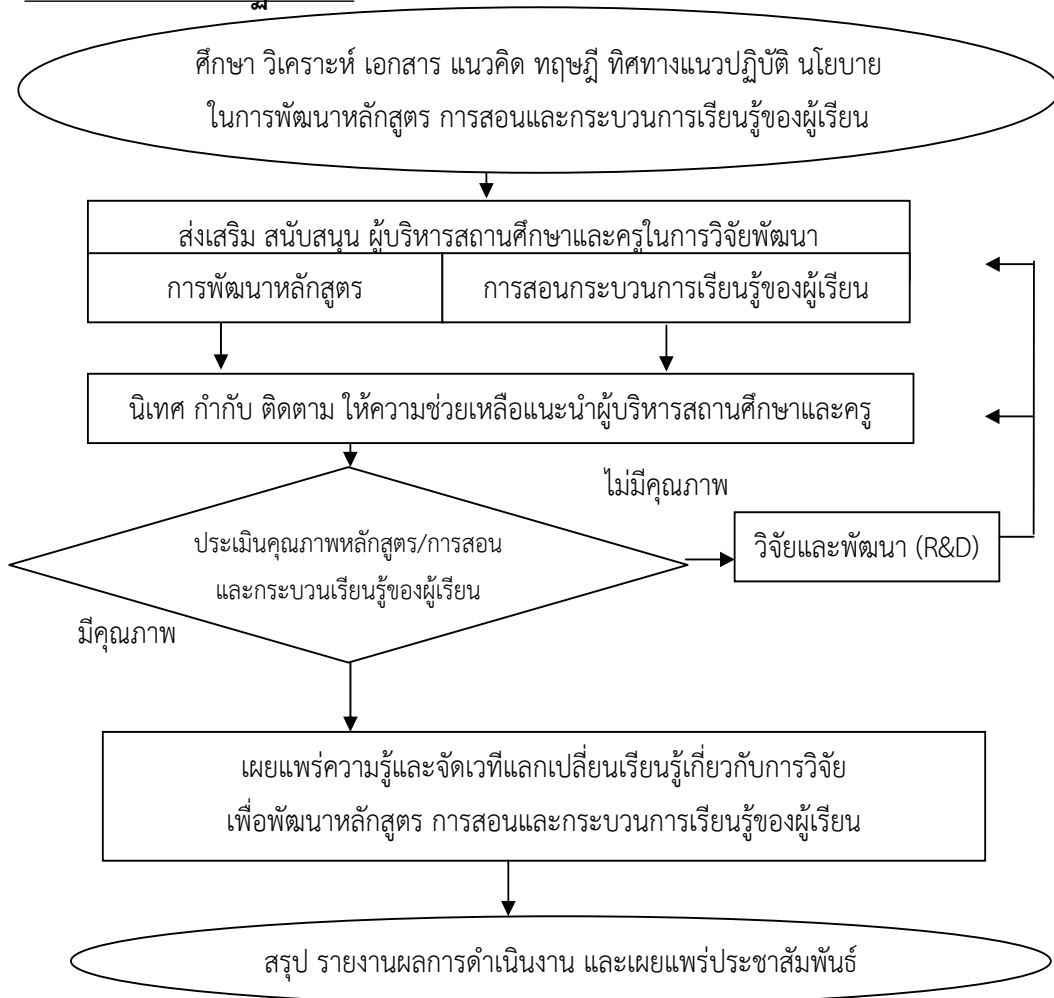 ศึกษา วิเคราะห์ เอกสาร แนวคิด ทฤษฎี ทิศทางแนวปฏิบัติ นโยบาย
ในการพัฒนาหลักสูตร การสอนและกระบวนการเรียนรู้ของผู้เรียน
ส่งเสริม สนับสนุน ผู้บริหารสถานศึกษาและครูในการวิจัยพัฒนา
การพัฒนาหลักสูตร
การสอนกระบวนการเรียนรู้ของผู้เรียน
นิเทศ กำกับ ติดตาม ให้ความช่วยเหลือแนะนำผู้บริหารสถานศึกษาและครู
ไม่มีคุณภาพ
ประเมินคุณภาพหลักสูตร/การสอน
และกระบวนเรียนรู้ของผู้เรียน
วิจัยและพัฒนา (R&D)
มีคุณภาพ
เผยแพร่ความรู้และจัดเวทีแลกเปลี่ยนเรียนรู้เกี่ยวกับการวิจัย
เพื่อพัฒนาหลักสูตร การสอนและกระบวนการเรียนรู้ของผู้เรียน
สรุป รายงานผลการดำเนินงาน และเผยแพร่ประชาสัมพันธ์